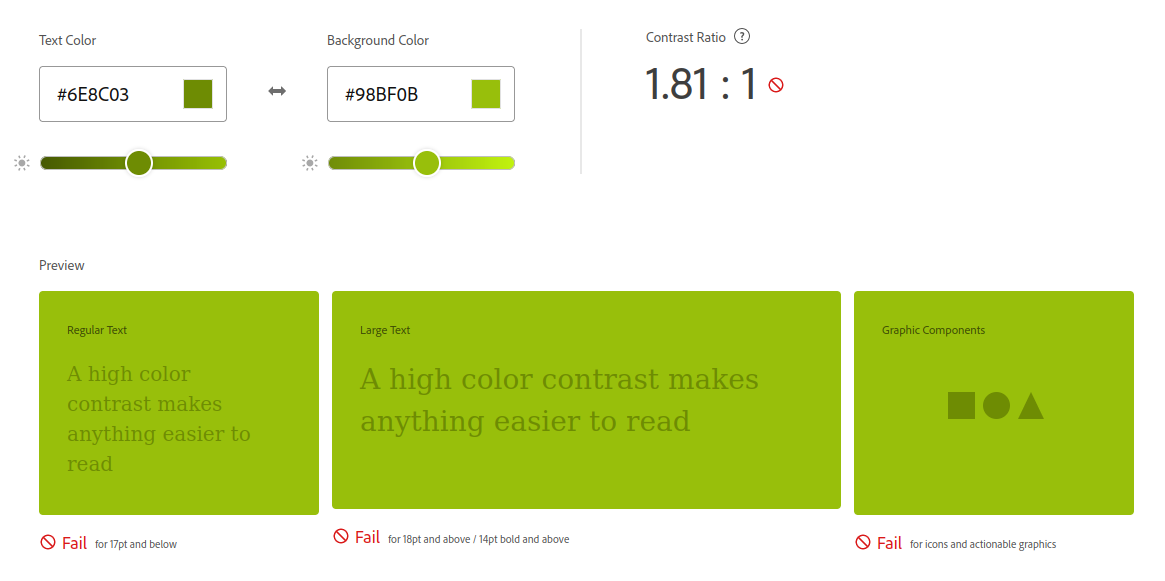 Text Color
Background Color
Contrast Ratio ?
#6E8C03
#98BF0B
1.81 : 1
Preview
Regular Text
A high color
contrast makes
anything easier to
read
Fail for 17pt and below
Large Text
A high color contrast makes
anything easier to read
Fail for 18pt and above / 14pt bold and above
Graphic Components
Fail for icons and actionable graphics